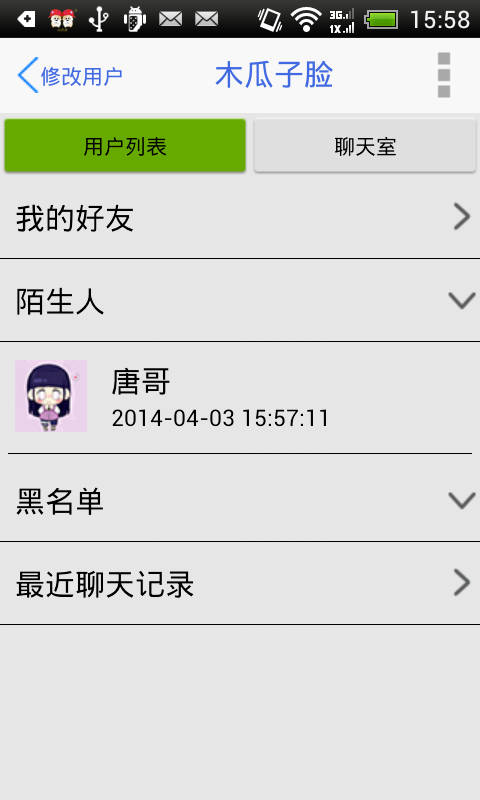 3G 1X 15:58
修改用户 木瓜子脸
用户列表 聊天室
我的好友
陌生人
唐哥
2014-04-03 15:57:11
黑名单
最近聊天记录